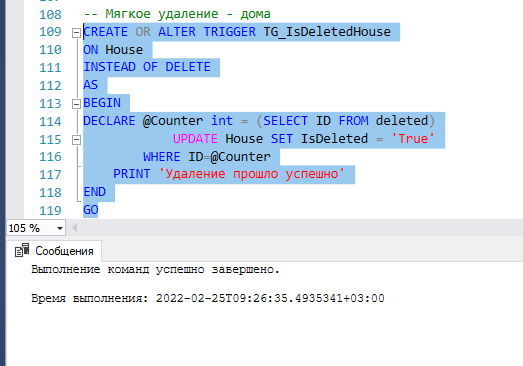 108 -- Мягкое удаление - дома
109 CREATE OR ALTER TRIGGER TG_IsDeletedHouse
110 ON House
111 INSTEAD OF DELETE
112 AS
113 BEGIN
114 DECLARE @Counter int = (SELECT ID FROM deleted)
115 UPDATE House SET IsDeleted = 'True'
116 WHERE ID=@Counter
117 PRINT 'Удаление прошло успешно'
118 END
119 GO
105 %
Сообщения
Выполнение команд успешно завершено.
Время выполнения: 2022-02-25T09:26:35.4935341+03:00